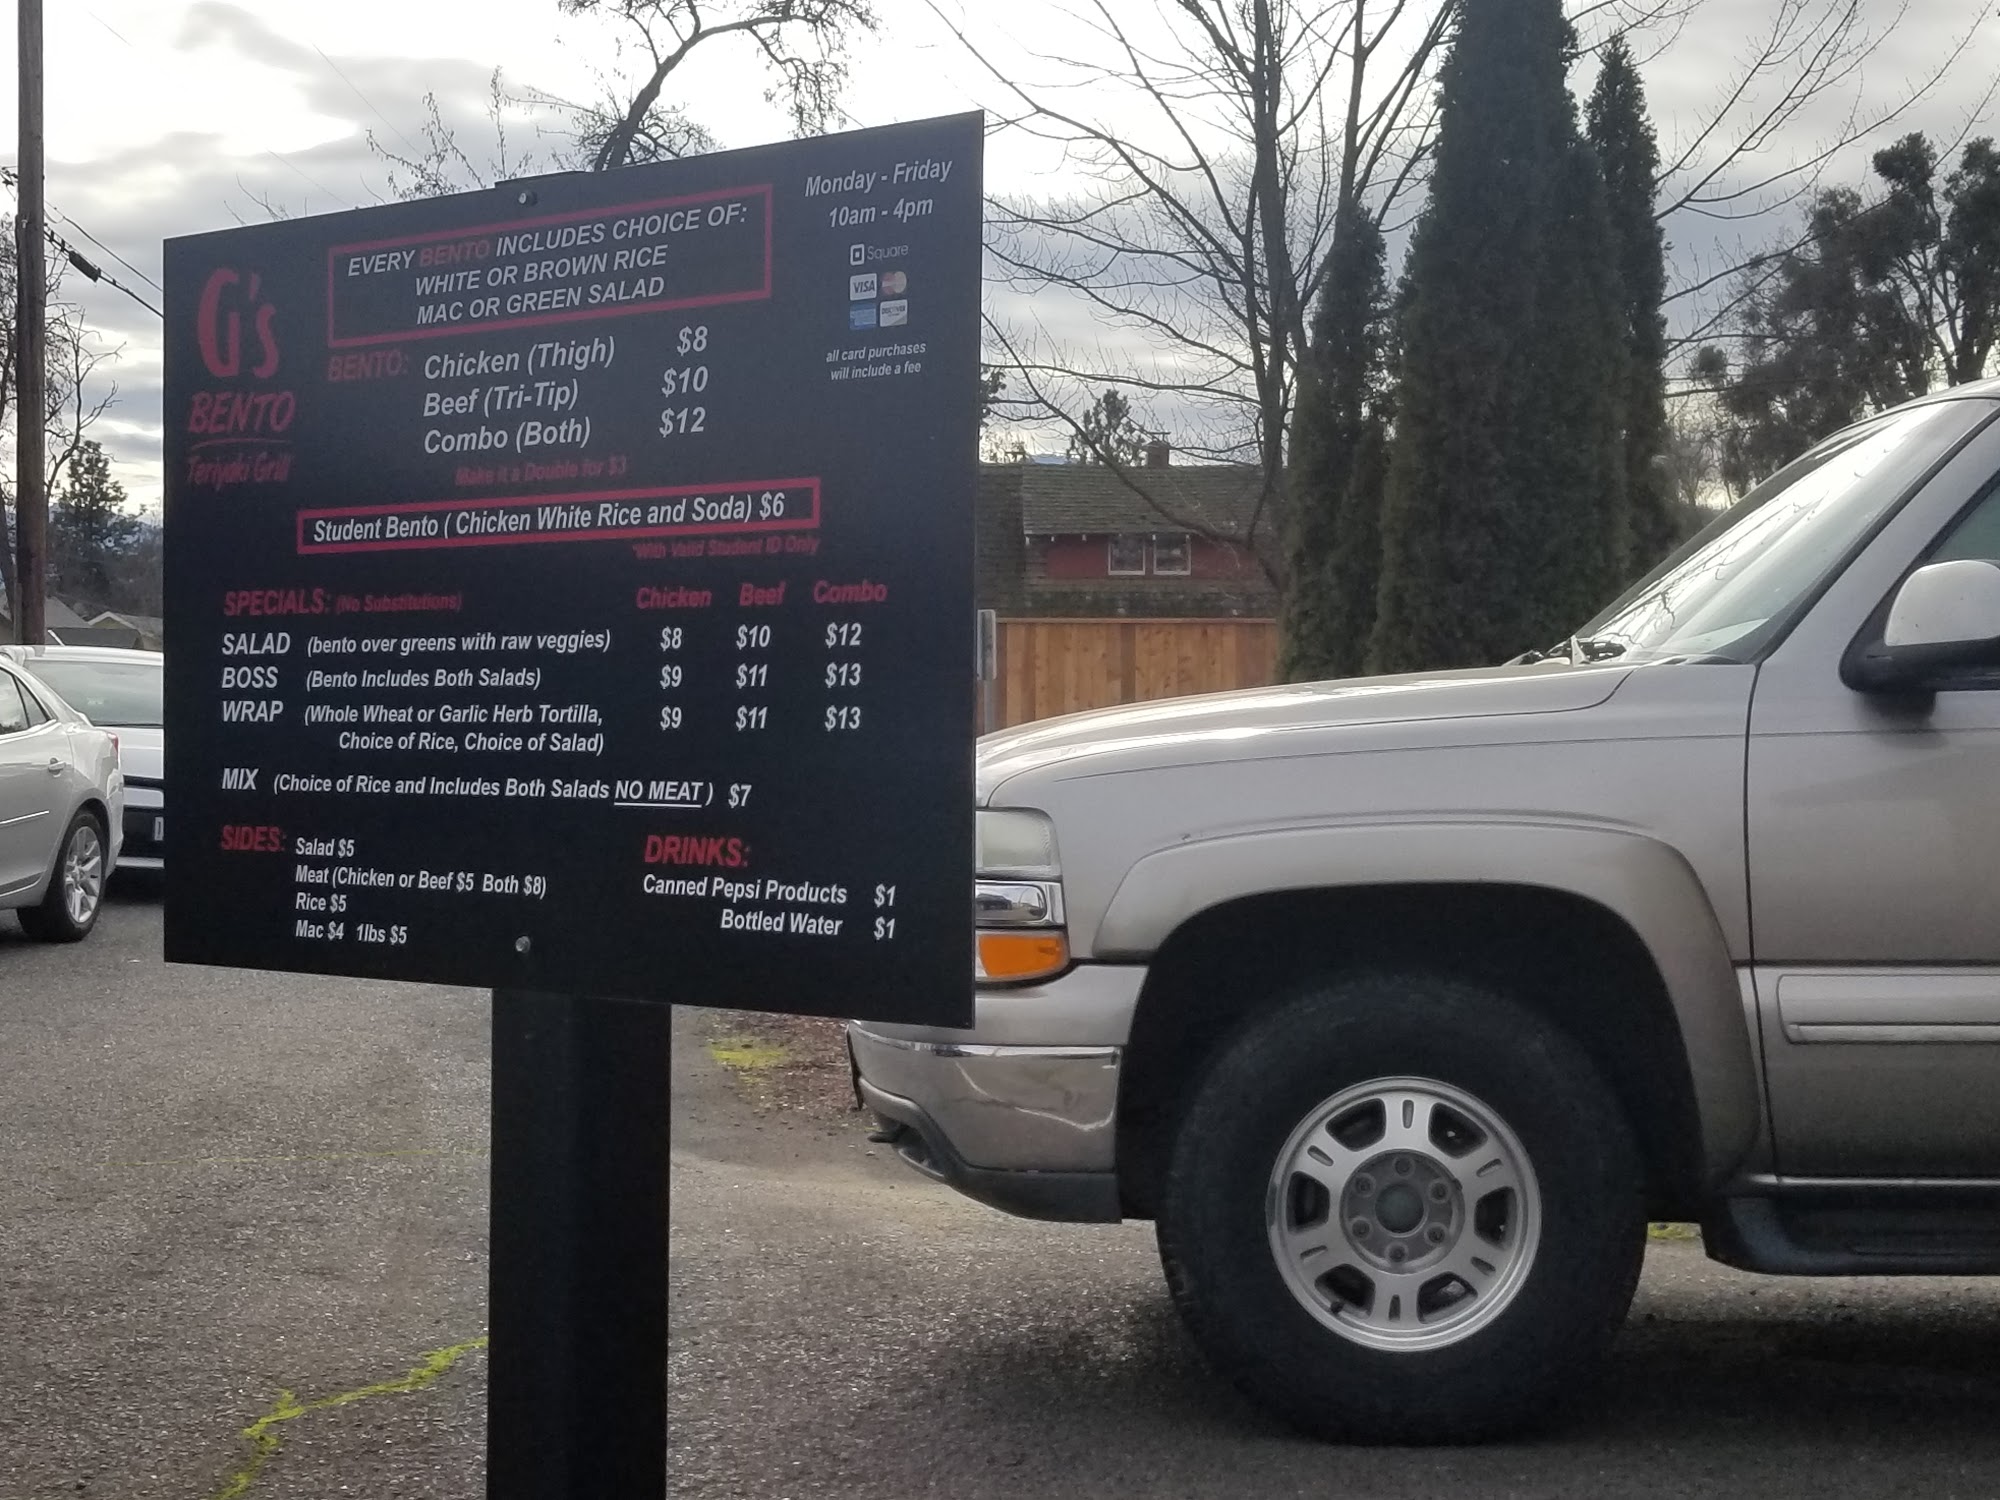 G's
BENTO
Teriyaki Grill
EVERY BENTO INCLUDES CHOICE OF:
WHITE OR BROWN RICE
MAC OR GREEN SALAD
Monday - Friday
10am - 4pm
Square
VISA
DISCOVER
all card purchases
will include a fee
BENTO: Chicken (Thigh) $8
Beef (Tri-Tip) $10
Combo (Both) $12
Make it a Double for $3
Student Bento ( Chicken White Rice and Soda) $6
*With Valid Student ID Only
SPECIALS: (No Substitutions) Chicken Beef Combo
SALAD (bento over greens with raw veggies) $8 $10 $12
BOSS (Bento Includes Both Salads) $9 $11 $13
WRAP (Whole Wheat or Garlic Herb Tortilla, $9 $11 $13
Choice of Rice, Choice of Salad)
MIX (Choice of Rice and Includes Both Salads NO MEAT ) $7
SIDES: Salad $5
Meat (Chicken or Beef $5 Both $8)
Rice $5
Mac $4 1lbs $5
DRINKS:
Canned Pepsi Products $1
Bottled Water $1